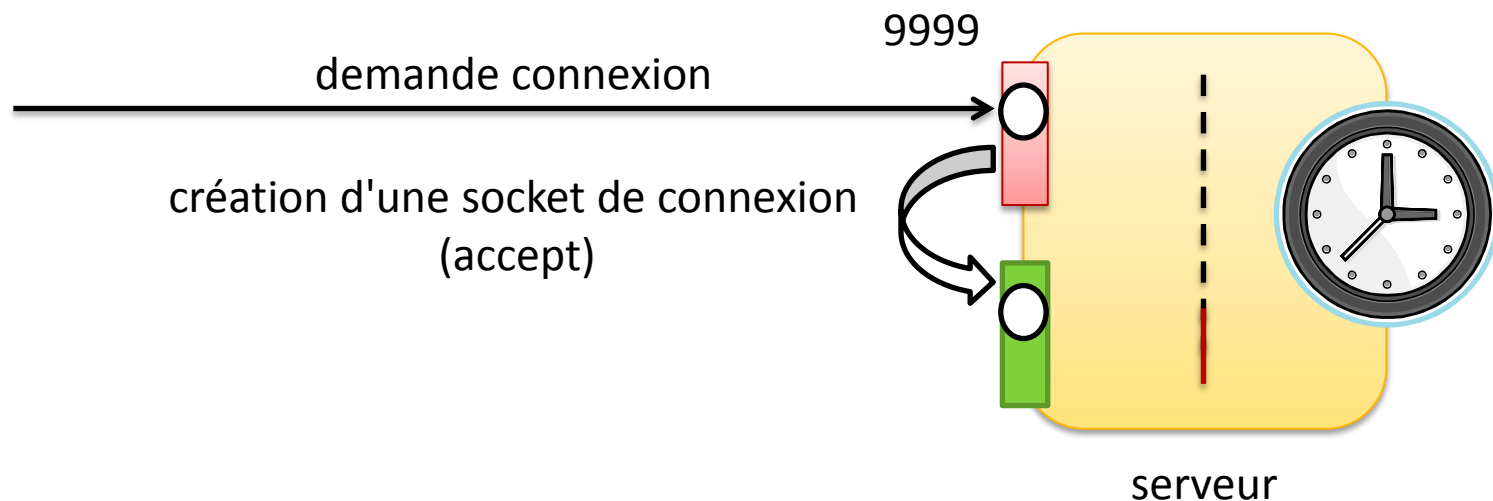 9999
demande connexion
création d'une socket de connexion
(accept)
serveur